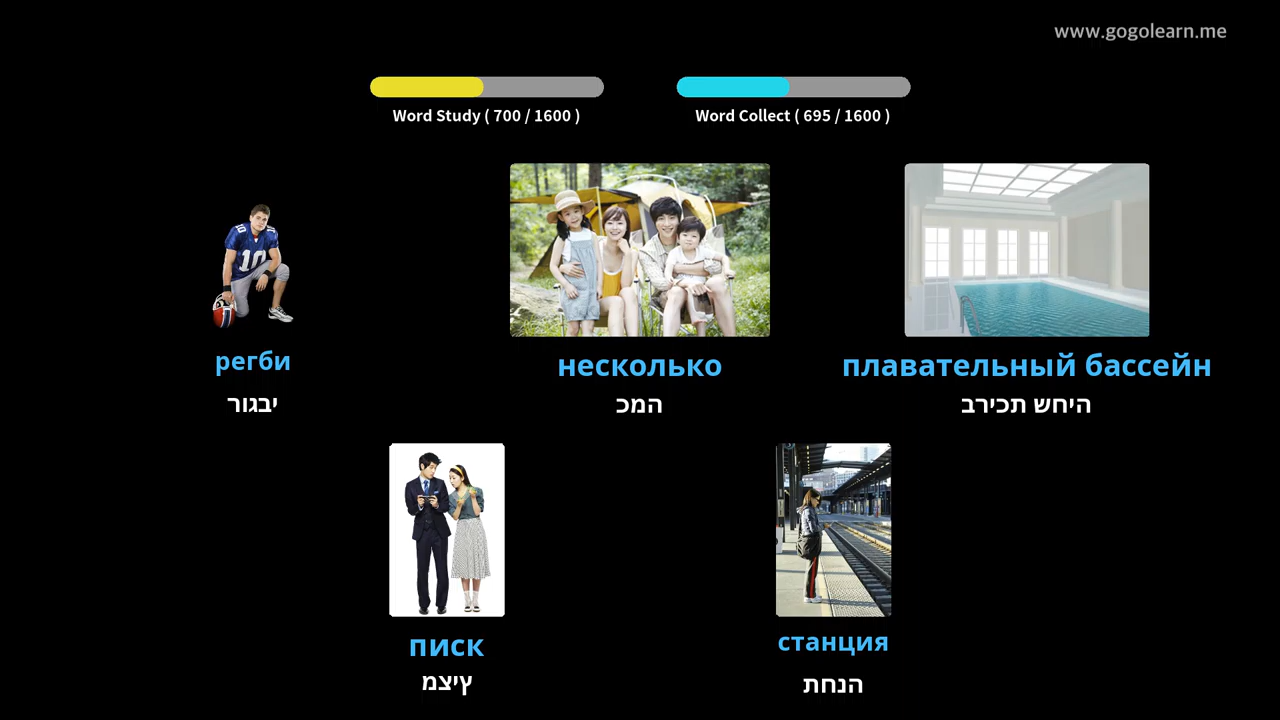 www.gogolearn.me
Word Study ( 700 / 1600 )
Word Collect ( 695 / 1600 )
регби
יבגור
несколько
המכ
плавательный бассейн
היחש תכירב
писк
ץיצמ
станция
הנחת